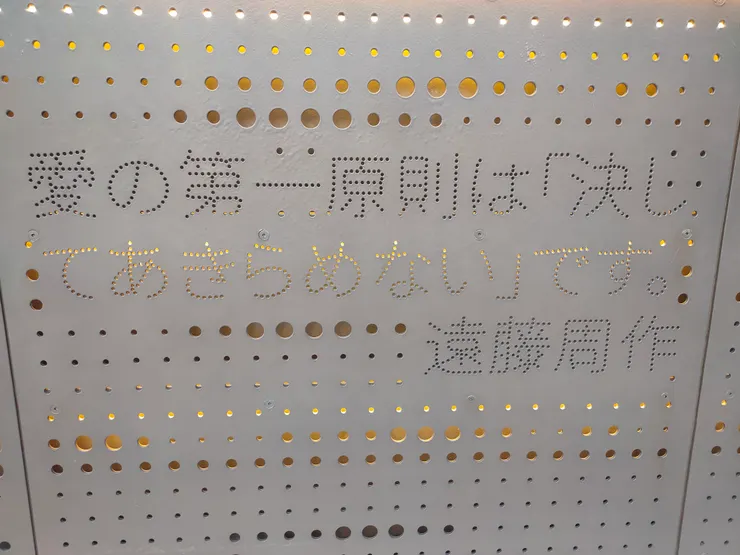 愛の第一原則は「決し
てあきらめない」です。
遠藤周作